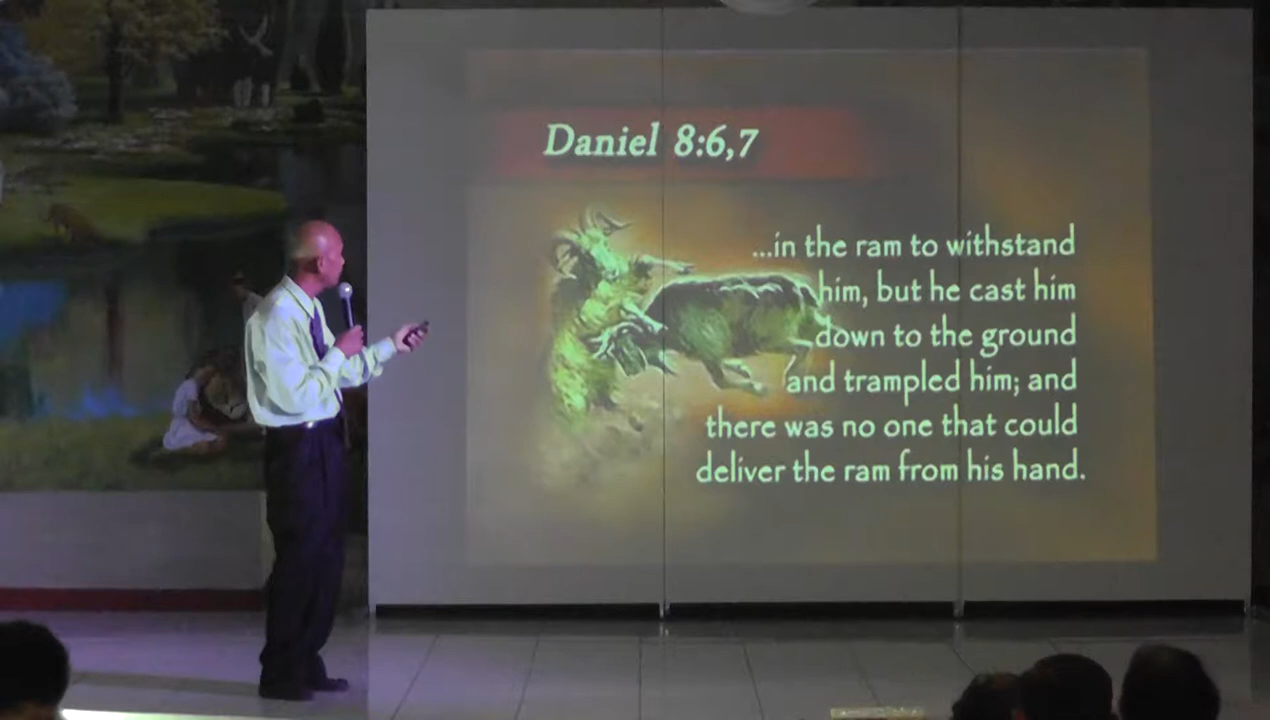 Daniel 8:6,7
...in the ram to withstand
him, but he cast him
down to the ground
and trampled him; and
there was no one that could
deliver the ram from his hand.